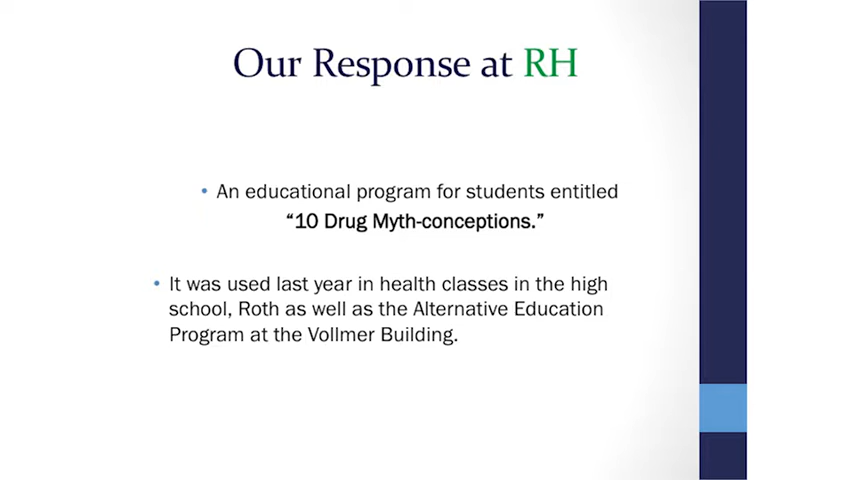 Our Response at RH
• An educational program for students entitled
“10 Drug Myth-conceptions.”
• It was used last year in health classes in the high
school, Roth as well as the Alternative Education
Program at the Vollmer Building.